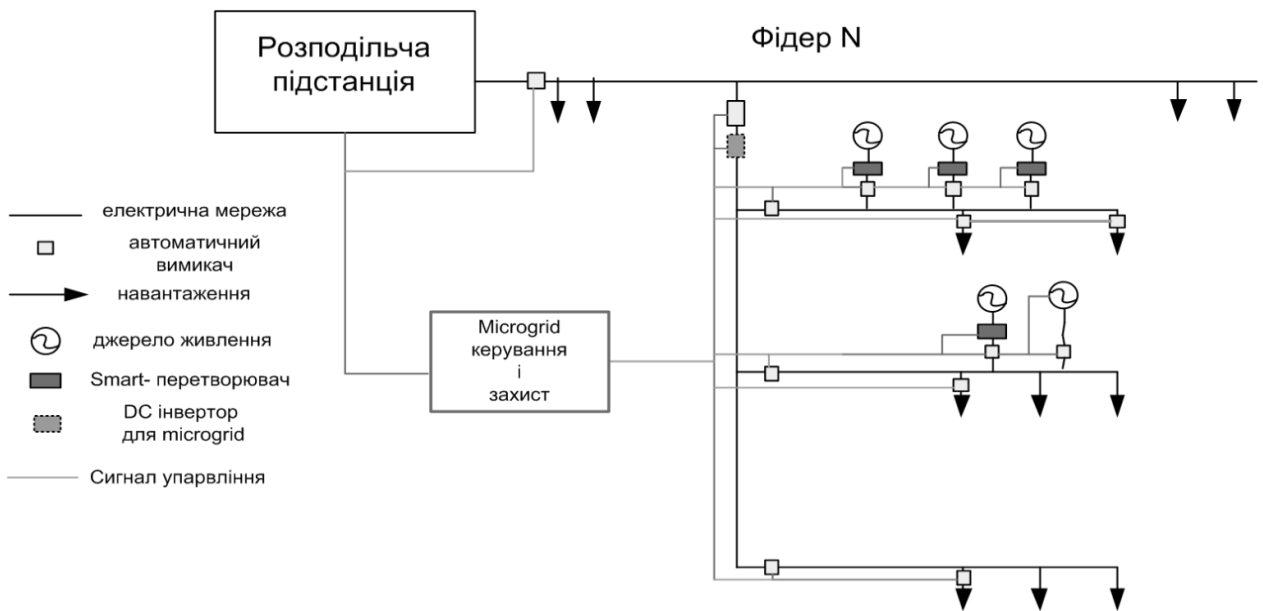 Розподільча
підстанція
Фідер N
електрична мережа
автоматичний
вимикач
навантаження
джерело живлення
Smart- перетворювач
DC інвертор
для microgrid
Сигнал упарвління
Microgrid
керування
і
захист